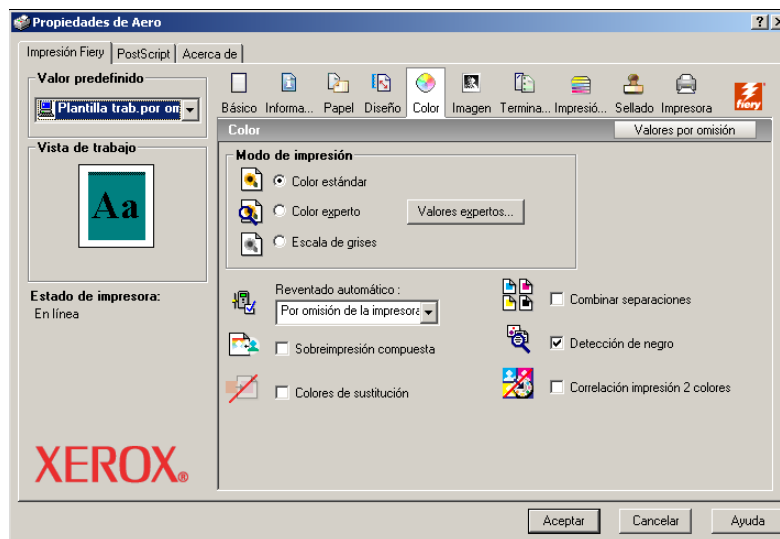 Propiedades de Aero
Impresión Fiery
PostScript
Acerca de
Valor predefinido
Plantilla trab.por om
Vista de trabajo
Aa
Estado de impresora:
En línea
XEROX®
Básico Informa... Papel Diseño Color Imagen Termina... Impresió... Sellado Impresora
fiery
Color
Valores por omisión
Modo de impresión
Color estándar
Color experto
Valores expertos...
Escala de grises
Reventado automático :
Por omisión de la impresora
Sobreimpresión compuesta
Colores de sustitución
Combinar separaciones
Detección de negro
Correlación impresión 2 colores
Aceptar
Cancelar
Ayuda